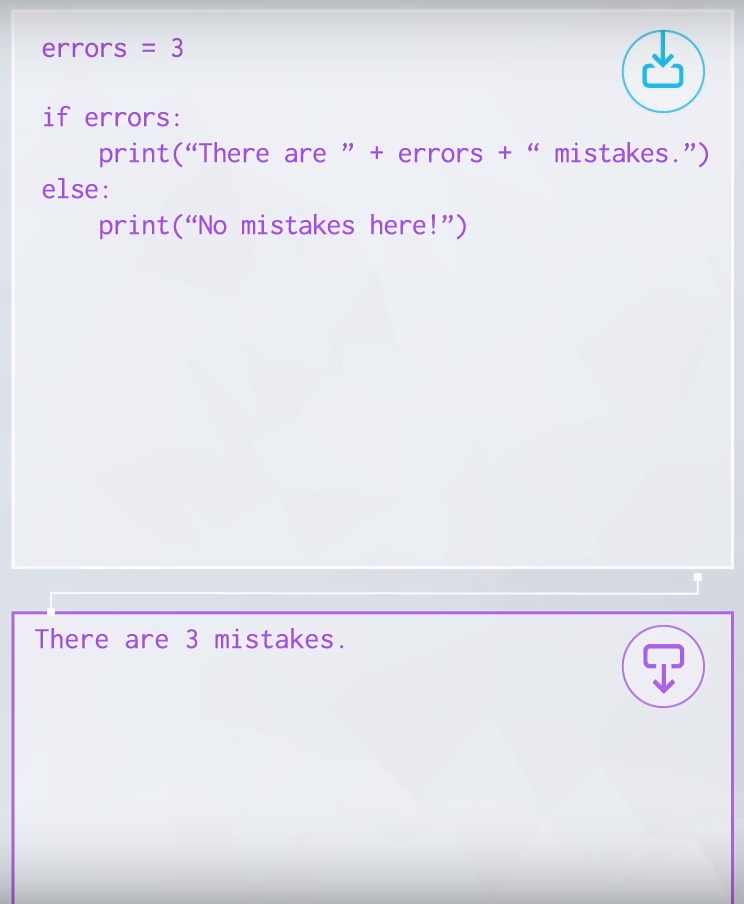 errors = 3
if errors:
    print(“There are ” + errors + “ mistakes.”)
else:
    print(“No mistakes here!”)
There are 3 mistakes.